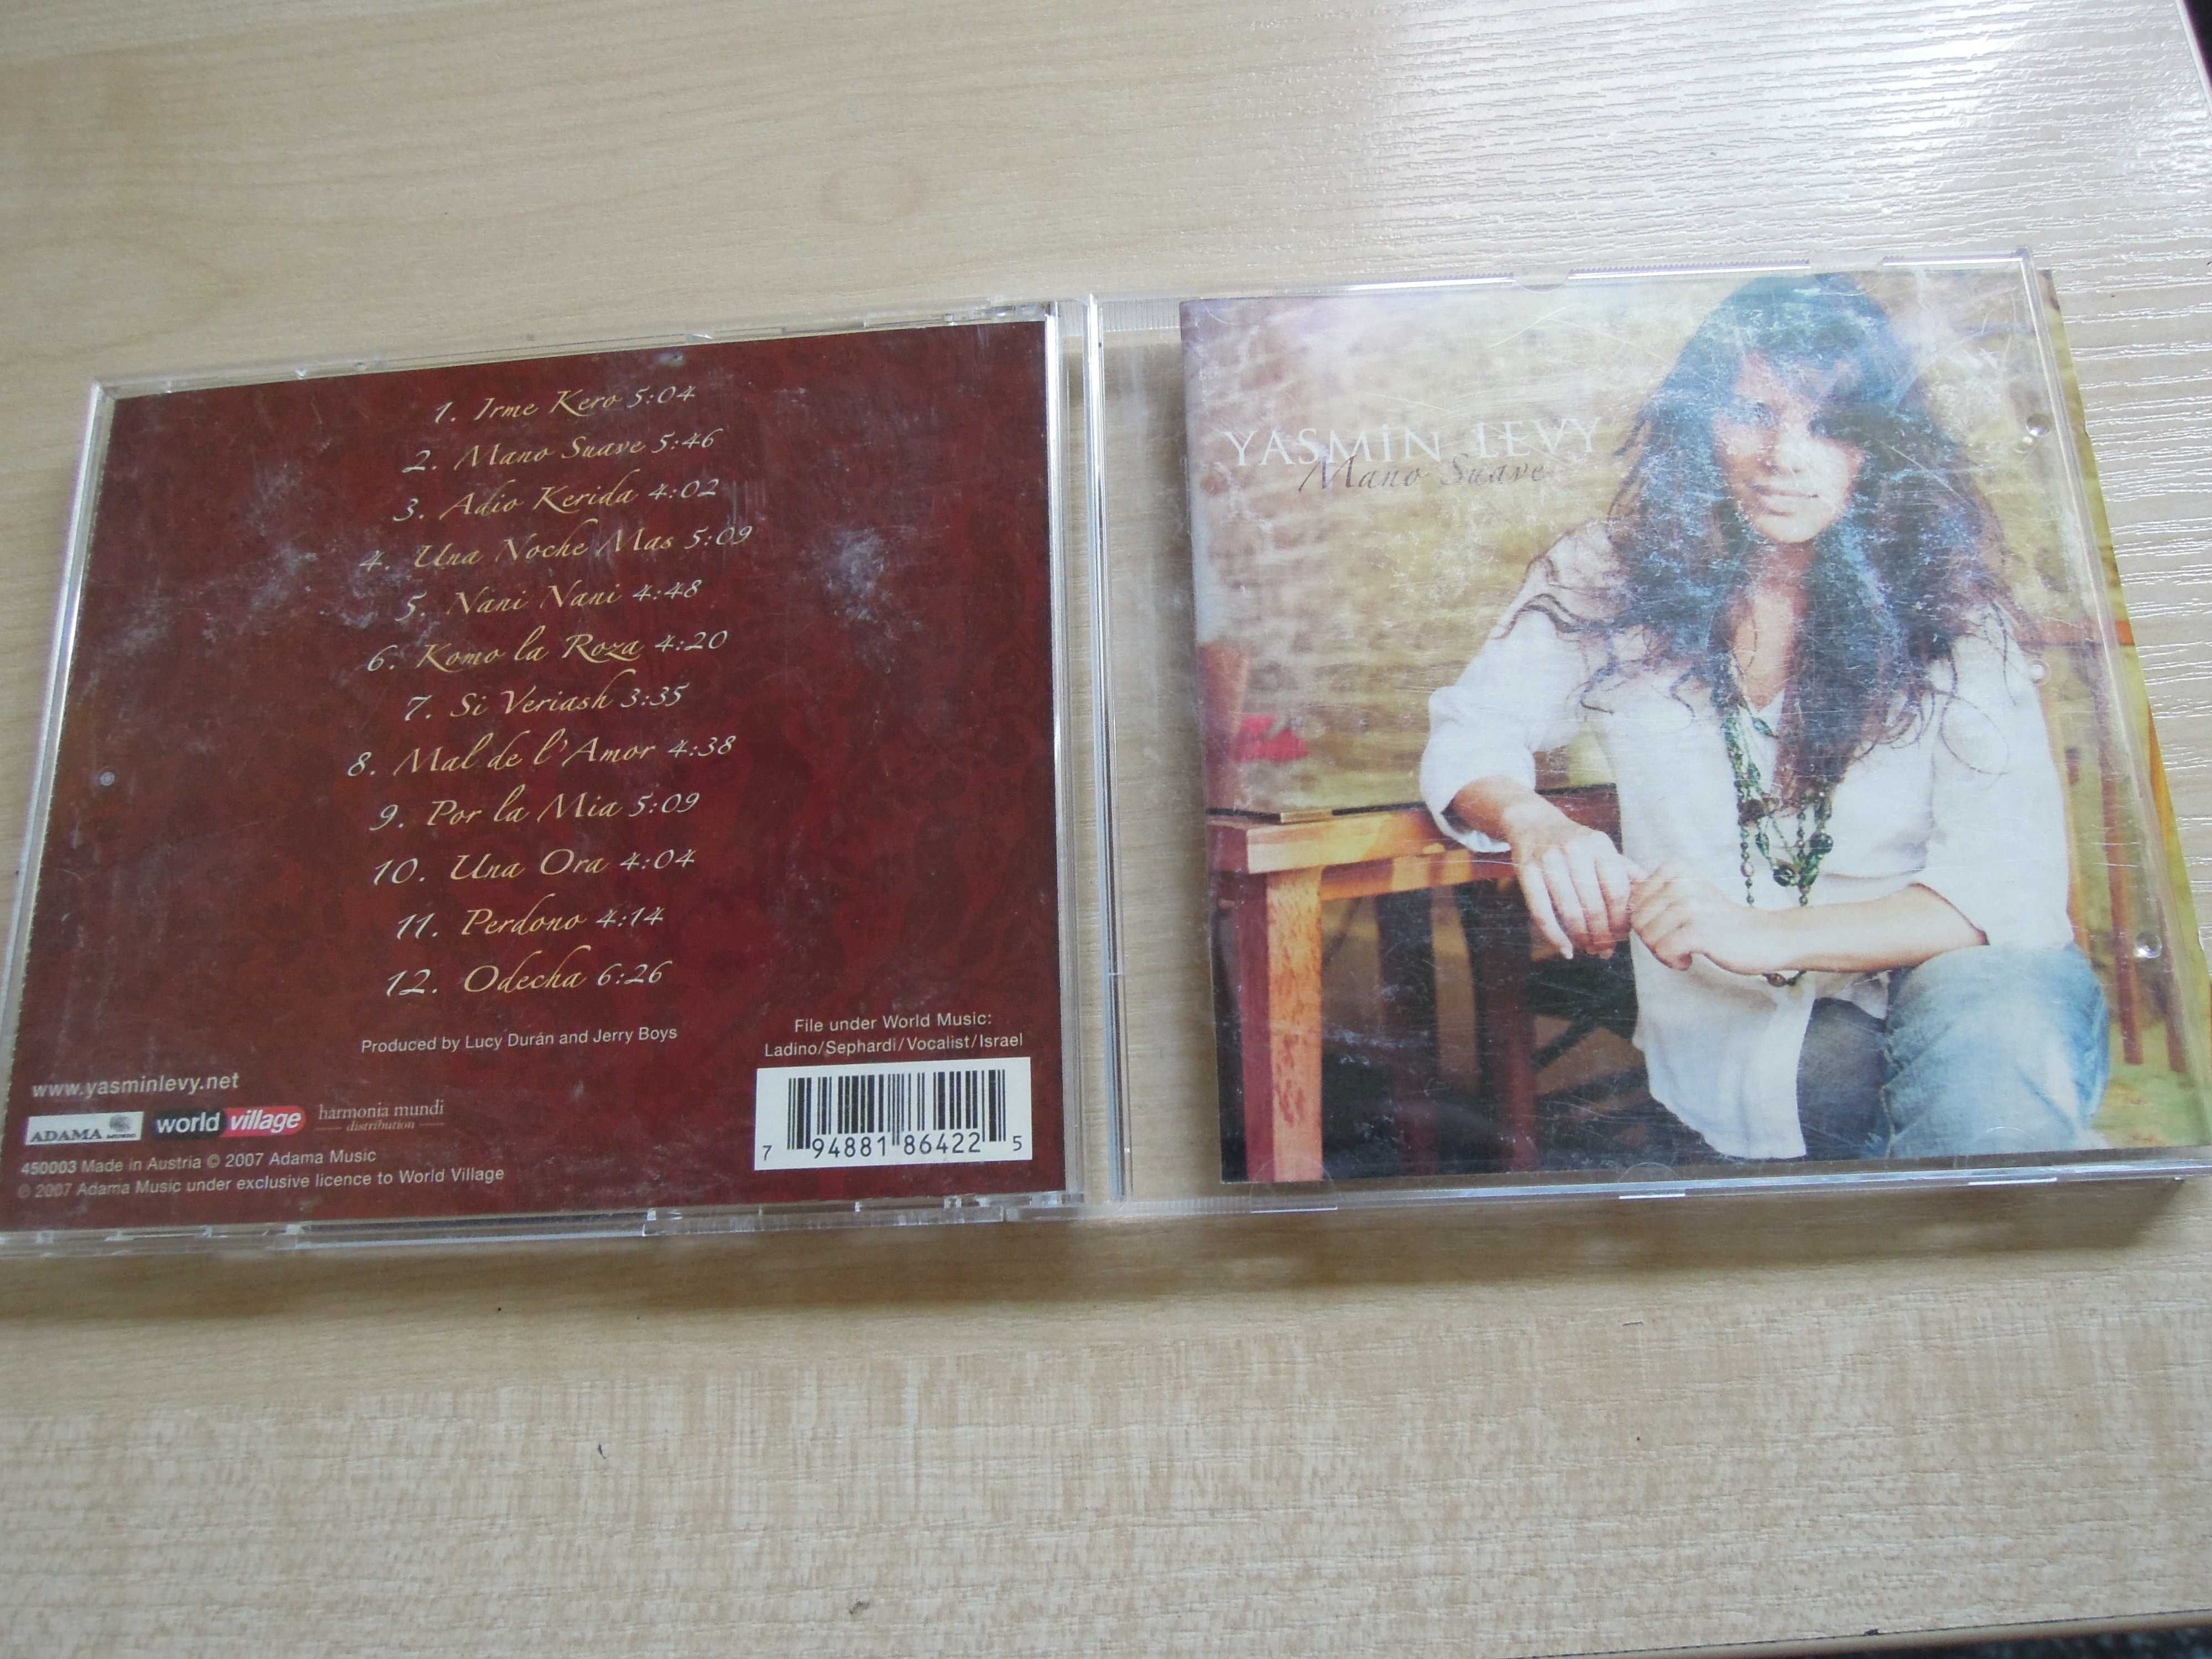 1. Irme Kero 5:04
2. Mano Suave 5:46
3. Adio Kerida 4:02
4. Una Noche Mas 5:09
5. Nani Nani 4:48
6. Komo la Roza 4:20
7. Si Veriash 3:35
8. Mal de l'Amor 4:38
9. Por la Mia 5:09
10. Una Ora 4:04
11. Perdono 4:14
12. Odecha 6:26
Produced by Lucy Durán and Jerry Boys
File under World Music:
Ladino/Sephardi/Vocalist/Israel
www.yasminlevy.net
ADAMA MUSIC
world village
harmonia mundi
distribution
450003 Made in Austria © 2007 Adama Music
℗ 2007 Adama Music under exclusive licence to World Village
7 94881 86422 5
YASMIN LEVY
Mano Suave